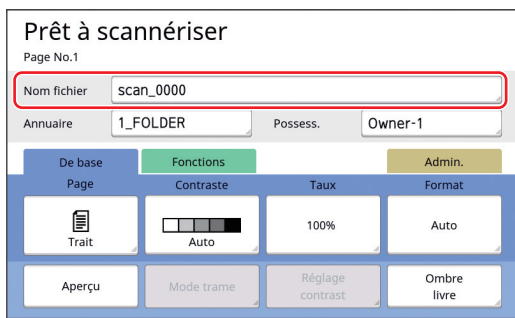 Prêt à scannériser
Page No.1
Nom fichier scan_0000
Annuaire 1_FOLDER Possess. Owner-1
De base Fonctions Admin.
Page Contraste Taux Format
Trait Auto 100% Auto
Aperçu Mode trame Réglage contrast Ombre livre